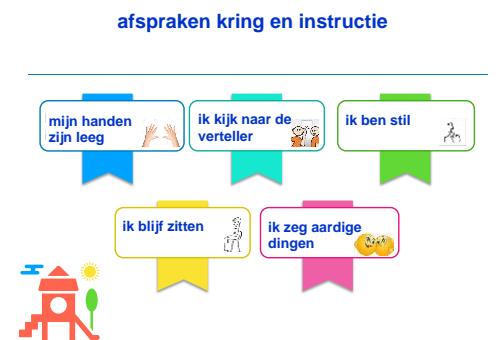 afspraken kring en instructie
mijn handen
zijn leeg
ik kijk naar de
verteller
ik ben stil
ik blijf zitten
ik zeg aardige
dingen